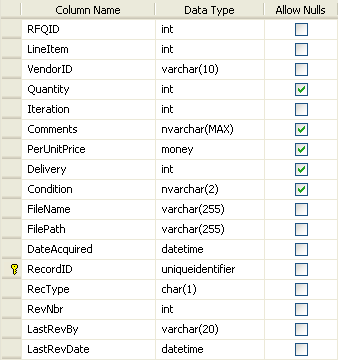 Column Name Data Type Allow Nulls
RFQID int
LineItem int
VendorID varchar(10)
Quantity int
Iteration int
Comments nvarchar(MAX)
PerUnitPrice money
Delivery int
Condition nvarchar(2)
FileName varchar(255)
FilePath varchar(255)
DateAcquired datetime
RecordID uniqueidentifier
RecType char(1)
RevNbr int
LastRevBy varchar(20)
LastRevDate datetime